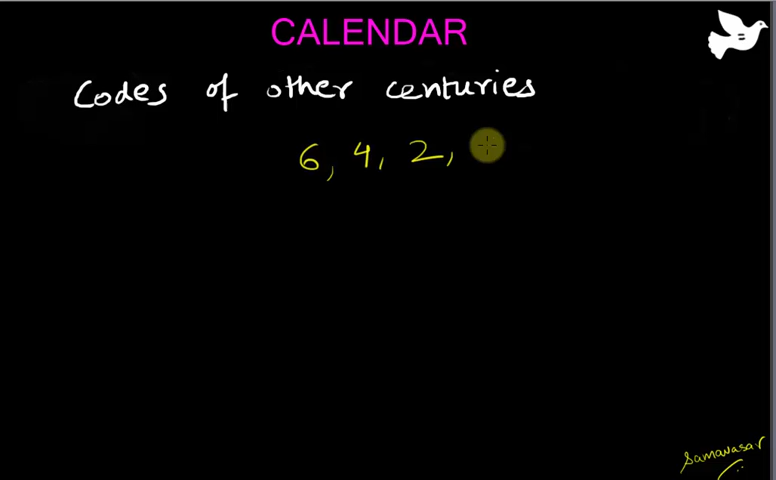 CALENDAR
Codes of other centuries
6, 4, 2,
Samavasar